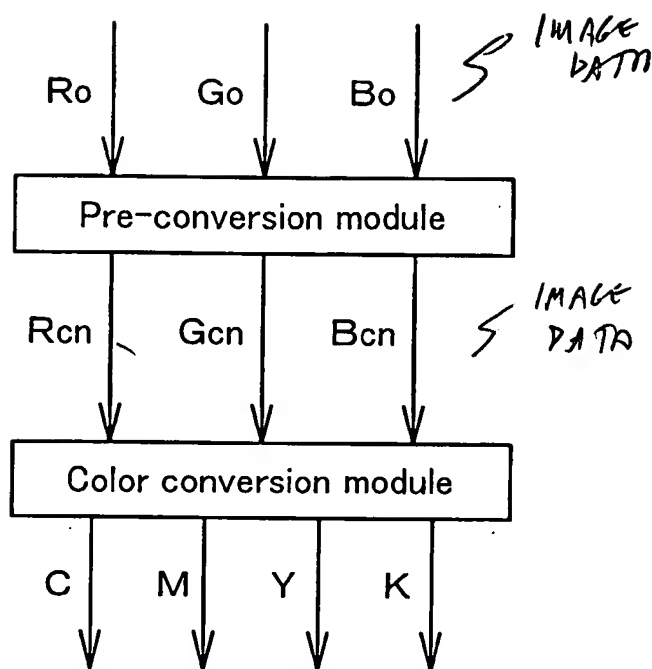 IMAGE
DATA
Ro Go Bo
Pre-conversion module
IMAGE
DATA
Rcn Gcn Bcn
Color conversion module
C M Y K